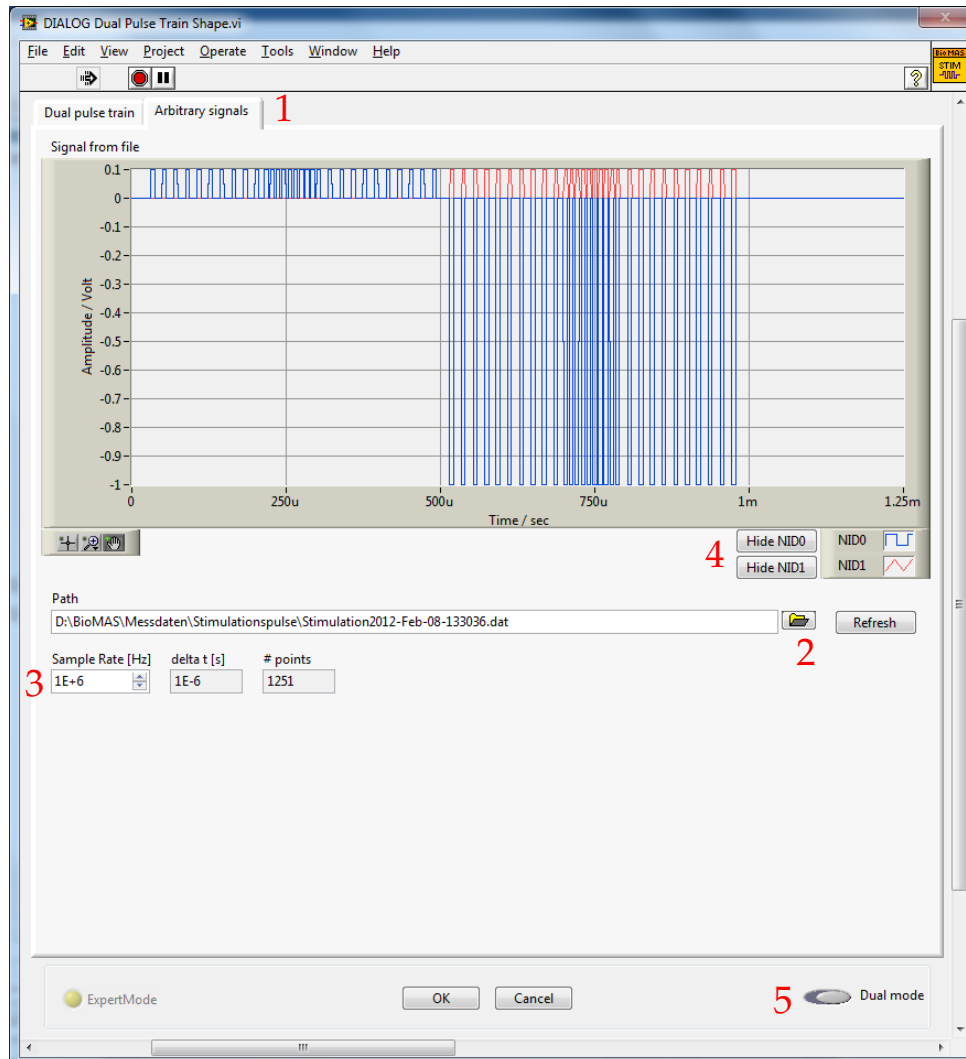 DIALOG Dual Pulse Train Shape.vi
File Edit View Project Operate Tools Window Help
BioMAS
STIM
?
Dual pulse train Arbitrary signals 1
Signal from file
0.1
0
-0.1
-0.2
-0.3
-0.4
-0.5
-0.6
-0.7
-0.8
-0.9
-1
Amplitude / Volt
0 250u 500u 750u 1m 1.25m
Time / sec
4 Hide NID0 NID0
Hide NID1 NID1
Path
D:\BioMAS\Messdaten\Stimulationspulse\Stimulation2012-Feb-08-133036.dat Refresh
2
Sample Rate [Hz] delta t [s] # points
3 1E+6 1E-6 1251
ExpertMode OK Cancel 5 Dual mode